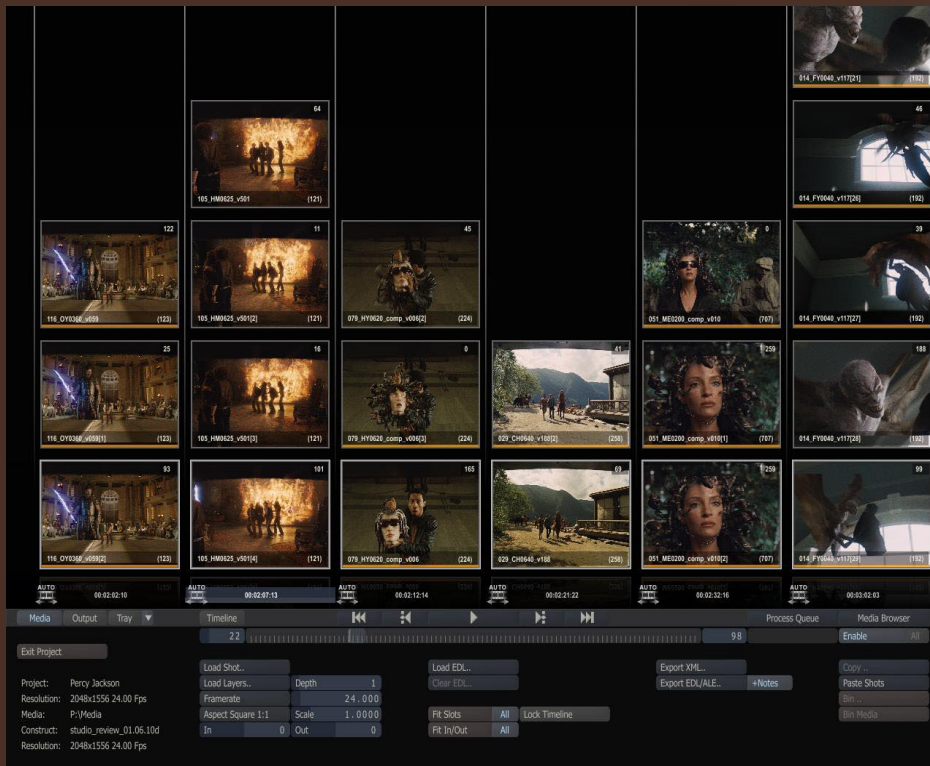 014_FY0040_v117[21] (192)
64
105_HM0625_v501 (121)
46
014_FY0040_v117[26] (192)
122
116_OY0360_v059 (123)
11
105_HM0625_v501[2] (121)
45
079_HY0620_comp_v006[2] (224)
0
051_ME0200_comp_v010 (707)
39
014_FY0040_v117[27] (192)
25
116_OY0360_v059[1] (123)
16
105_HM0625_v501[3] (121)
0
079_HY0620_comp_v006[3] (224)
41
029_CH0640_v188[2] (258)
259
051_ME0200_comp_v010[1] (707)
188
014_FY0040_v117[28] (192)
93
116_OY0360_v059[2] (123)
101
105_HM0625_v501[4] (121)
165
079_HY0620_comp_v006 (224)
69
029_CH0640_v188 (258)
259
051_ME0200_comp_v010[2] (707)
99
014_FY0040_v117[29] (192)
AUTO AUTO AUTO AUTO AUTO AUTO
00:02:02:10 00:02:07:13 00:02:12:14 00:02:21:22 00:02:32:16 00:03:02:03
Media Output Tray Timeline Process Queue Media Browser
22 98 Enable All
Exit Project
Load Shot.. Load EDL.. Export XML.. Copy ..
Project: Percy Jackson Load Layers.. Depth 1 Clear EDL.. Export EDL/ALE.. +Notes Paste Shots
Resolution: 2048x1556 24.00 Fps Framerate 24.000 Bin ..
Media: P:\Media Aspect Square 1:1 Scale 1.0000 Fit Slots All Lock Timeline Bin Media
Construct: studio_review_01.06.10d In 0 Out 0 Fit In/Out All
Resolution: 2048x1556 24.00 Fps